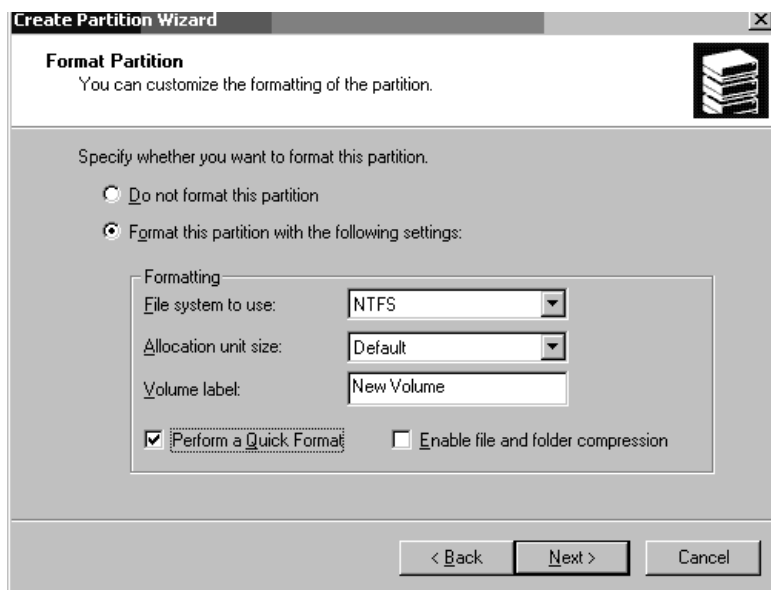 Create Partition Wizard
Format Partition
You can customize the formatting of the partition.
Specify whether you want to format this partition.
Do not format this partition
Format this partition with the following settings:
Formatting
File system to use: NTFS
Allocation unit size: Default
Volume label: New Volume
Perform a Quick Format Enable file and folder compression
< Back Next > Cancel